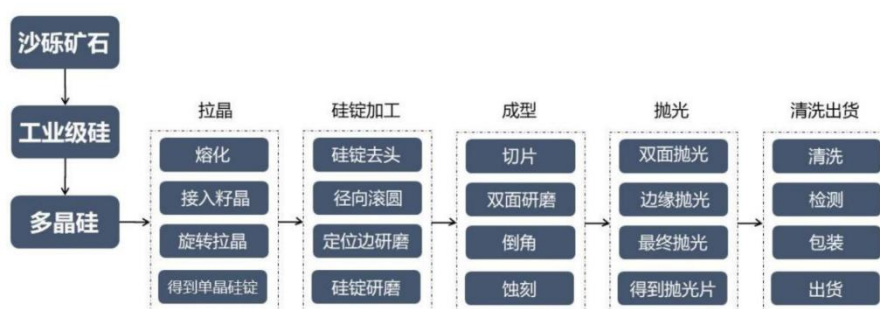 沙砾矿石
工业级硅
多晶硅
拉晶
熔化
接入籽晶
旋转拉晶
得到单晶硅锭
硅锭加工
硅锭去头
径向滚圆
定位边研磨
硅锭研磨
成型
切片
双面研磨
倒角
蚀刻
抛光
双面抛光
边缘抛光
最终抛光
得到抛光片
清洗出货
清洗
检测
包装
出货